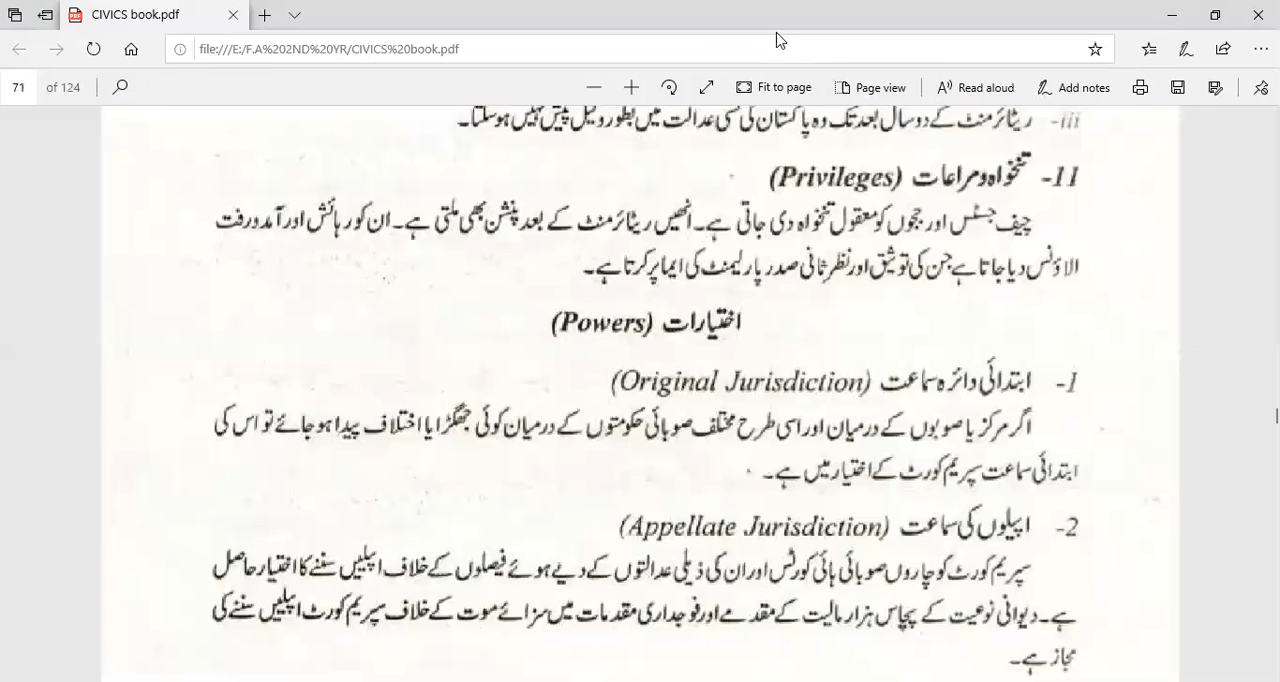 CIVICS book.pdf
file:///E:/F.A%202ND%20YR/CIVICS%20book.pdf
71 of 124
Fit to page
Page view
Read aloud
Add notes
iii- ریٹائرمنٹ کے دو سال بعد تک وہ پاکستان کی کسی عدالت میں بطور وکیل پیش نہیں ہو سکتا۔
11- تنخواہ و مراعات (Privileges)
چیف جسٹس اور ججوں کو معقول تنخواہ دی جاتی ہے۔ انھیں ریٹائرمنٹ کے بعد پنشن بھی ملتی ہے۔ ان کو رہائش اور آمدورفت
الاؤنس دیا جاتا ہے جن کی توثیق اور نظرثانی صدر پارلیمنٹ کی ایما پر کرتا ہے۔
اختیارات (Powers)
1- ابتدائی دائرہ سماعت (Original Jurisdiction)
اگر مرکز یا صوبوں کے درمیان اور اسی طرح مختلف صوبائی حکومتوں کے درمیان کوئی جھگڑا یا اختلاف پیدا ہو جائے تو اس کی
ابتدائی سماعت سپریم کورٹ کے اختیار میں ہے۔
2- اپیلوں کی سماعت (Appellate Jurisdiction)
سپریم کورٹ کو چاروں صوبائی ہائی کورٹس اور ان کی ذیلی عدالتوں کے دیے ہوئے فیصلوں کے خلاف اپیلیں سننے کا اختیار حاصل
ہے۔ دیوانی نوعیت کے پچاس ہزار مالیت کے مقدمے اور فوجداری مقدمات میں سزائے موت کے خلاف سپریم کورٹ اپیلیں سننے کی
مجاز ہے۔